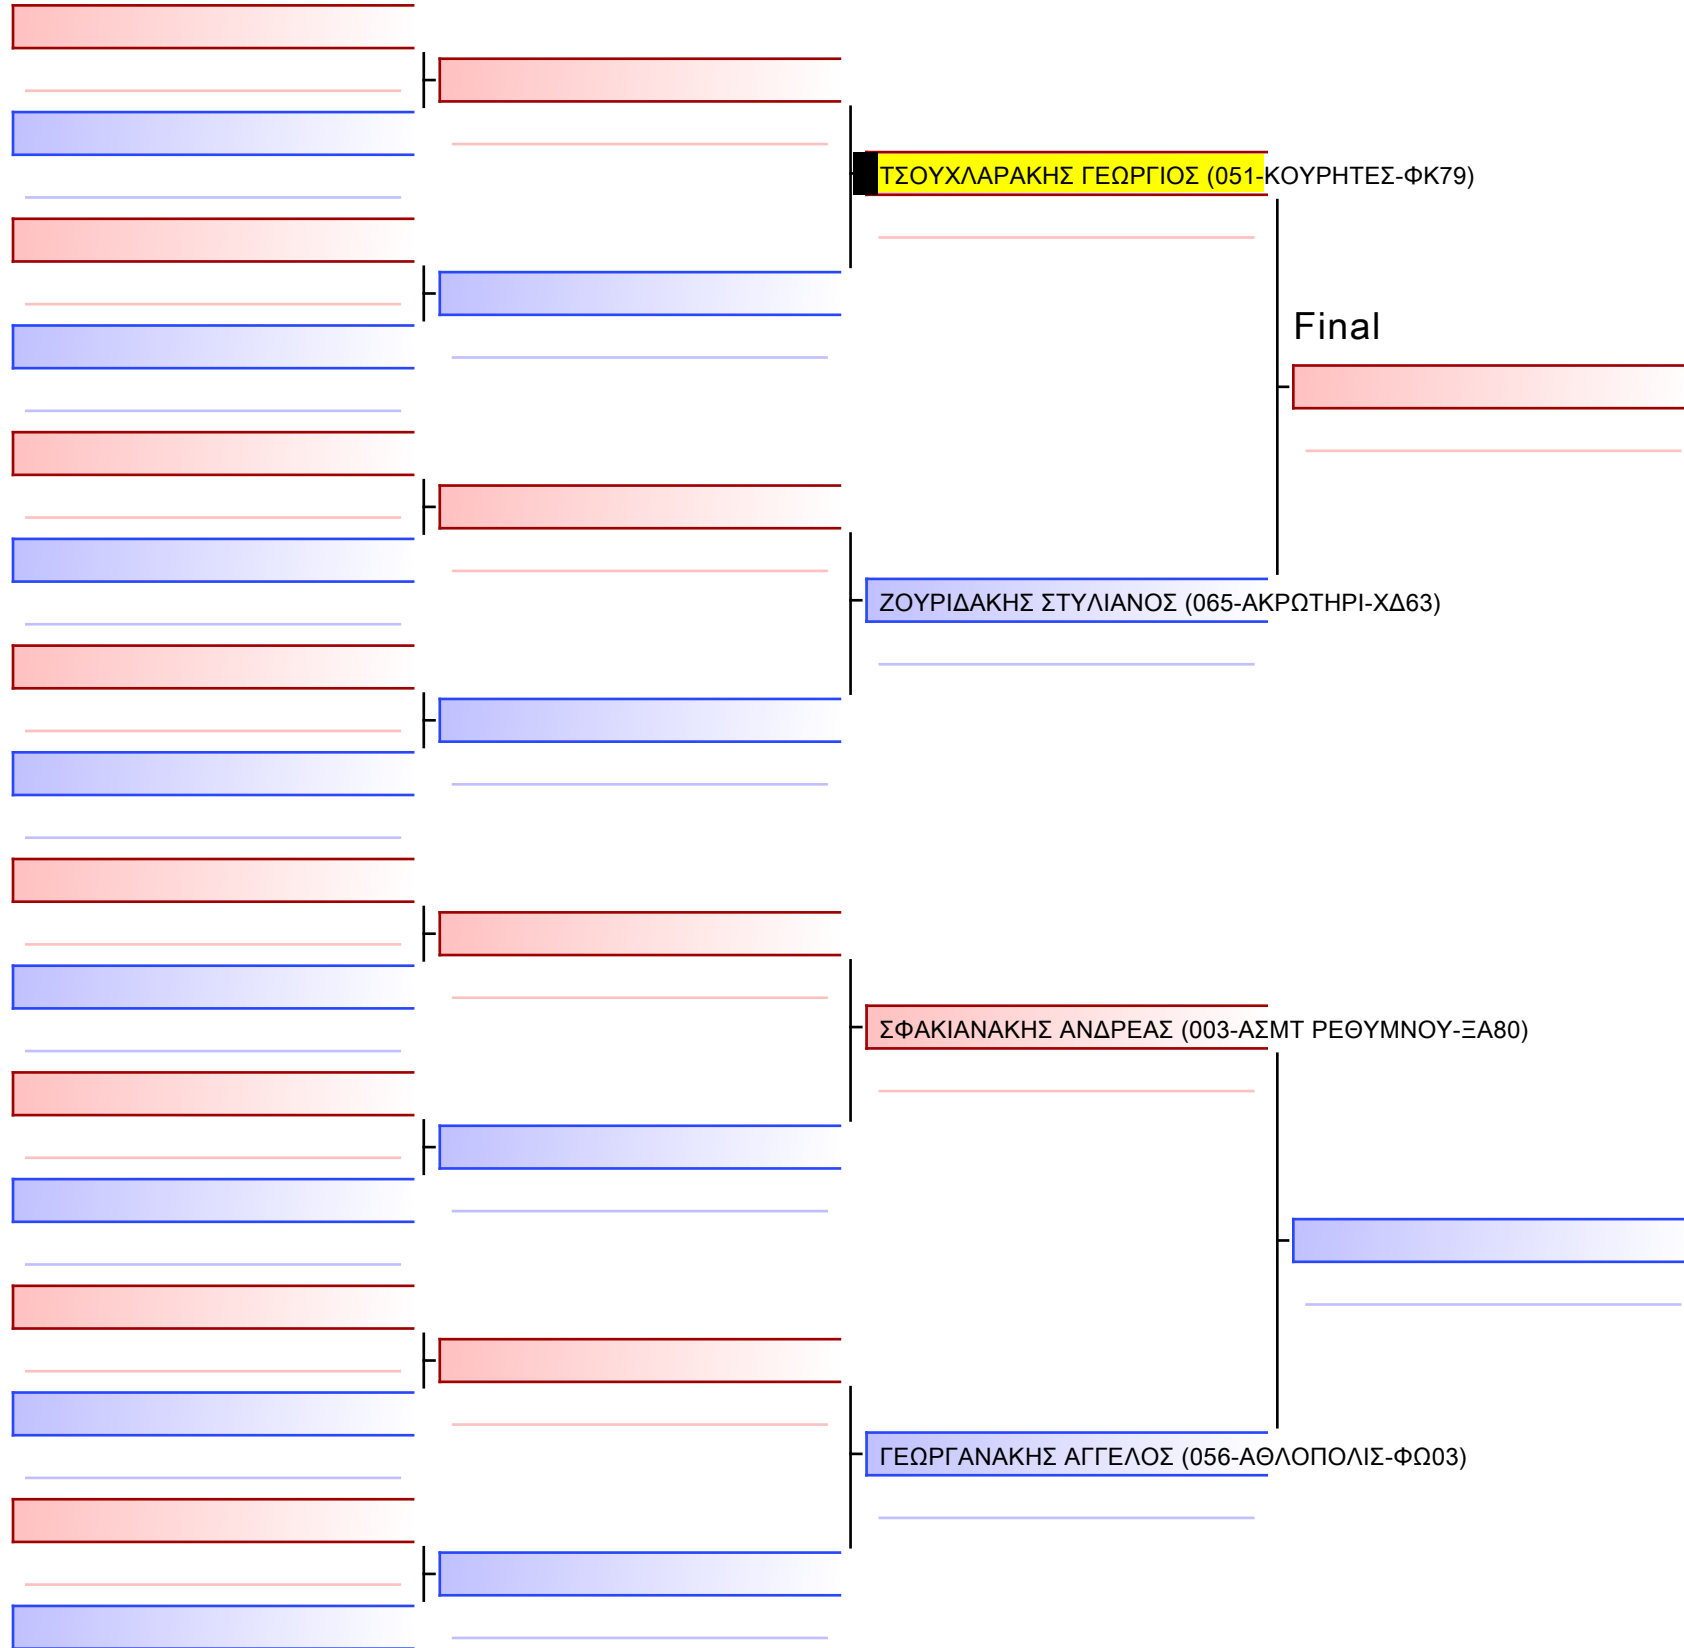 ΤΣΟΥΧΛΑΡΑΚΗΣ ΓΕΩΡΓΙΟΣ (051-ΚΟΥΡΗΤΕΣ-ΦΚ79)
Final
ΖΟΥΡΙΔΑΚΗΣ ΣΤΥΛΙΑΝΟΣ (065-ΑΚΡΩΤΗΡΙ-ΧΔ63)
ΣΦΑΚΙΑΝΑΚΗΣ ΑΝΔΡΕΑΣ (003-ΑΣΜΤ ΡΕΘΥΜΝΟΥ-ΞΑ80)
ΓΕΩΡΓΑΝΑΚΗΣ ΑΓΓΕΛΟΣ (056-ΑΘΛΟΠΟΛΙΣ-ΦΩ03)